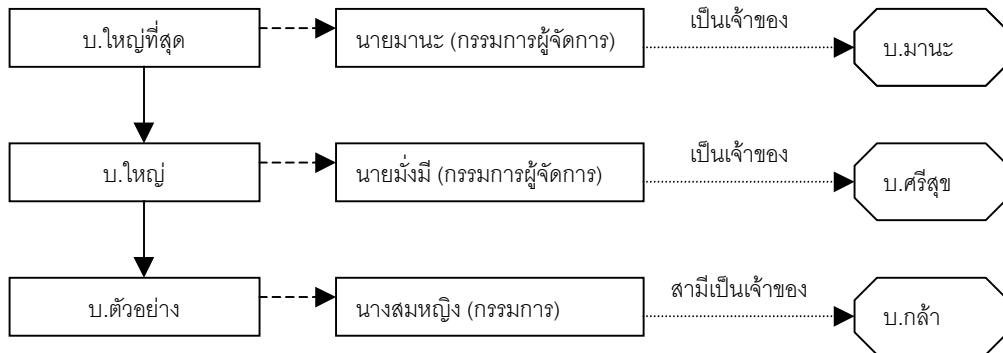 บ.ใหญ่ที่สุด
นายมานะ (กรรมการผู้จัดการ)
เป็นเจ้าของ
บ.มานะ
บ.ใหญ่
นายมั่งมี (กรรมการผู้จัดการ)
เป็นเจ้าของ
บ.ศรีสุข
บ.ตัวอย่าง
นางสมหญิง (กรรมการ)
สามีเป็นเจ้าของ
บ.กล้า